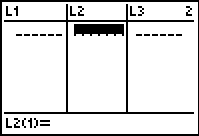 L1 L2 L3 2
------ ------
L2(1)=